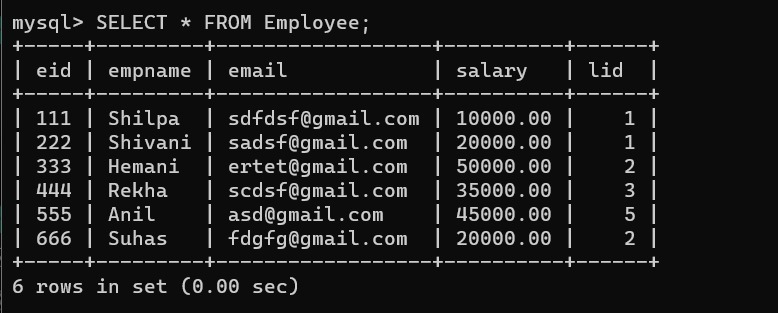 mysql> SELECT * FROM Employee;
+-----+---------+------------------+----------+------+
| eid | empname | email            | salary   | lid  |
+-----+---------+------------------+----------+------+
| 111 | Shilpa  | sdfdsf@gmail.com | 10000.00 |    1 |
| 222 | Shivani | sadsf@gmail.com  | 20000.00 |    1 |
| 333 | Hemani  | ertet@gmail.com  | 50000.00 |    2 |
| 444 | Rekha   | scdsf@gmail.com  | 35000.00 |    3 |
| 555 | Anil    | asd@gmail.com    | 45000.00 |    5 |
| 666 | Suhas   | fdgfg@gmail.com  | 20000.00 |    2 |
+-----+---------+------------------+----------+------+
6 rows in set (0.00 sec)